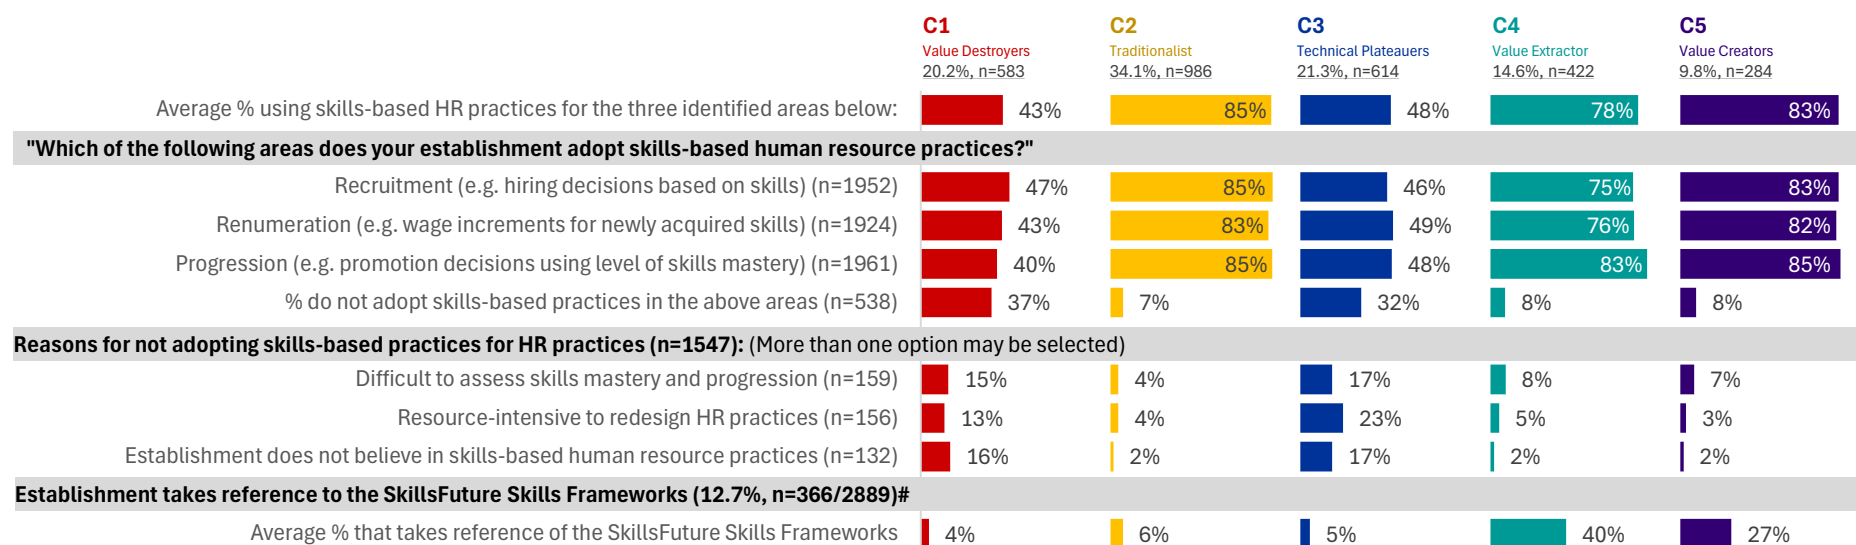 C1 C2 C3 C4 C5
Value Destroyers Traditionalist Technical Plateauers Value Extractor Value Creators
20.2%, n=583 34.1%, n=986 21.3%, n=614 14.6%, n=422 9.8%, n=284
Average % using skills-based HR practices for the three identified areas below: 43% 85% 48% 78% 83%
"Which of the following areas does your establishment adopt skills-based human resource practices?"
Recruitment (e.g. hiring decisions based on skills) (n=1952) 47% 85% 46% 75% 83%
Renumeration (e.g. wage increments for newly acquired skills) (n=1924) 43% 83% 49% 76% 82%
Progression (e.g. promotion decisions using level of skills mastery) (n=1961) 40% 85% 48% 83% 85%
% do not adopt skills-based practices in the above areas (n=538) 37% 7% 32% 8% 8%
Reasons for not adopting skills-based practices for HR practices (n=1547): (More than one option may be selected)
Difficult to assess skills mastery and progression (n=159) 15% 4% 17% 8% 7%
Resource-intensive to redesign HR practices (n=156) 13% 4% 23% 5% 3%
Establishment does not believe in skills-based human resource practices (n=132) 16% 2% 17% 2% 2%
Establishment takes reference to the SkillsFuture Skills Frameworks (12.7%, n=366/2889)#
Average % that takes reference of the SkillsFuture Skills Frameworks 4% 6% 5% 40% 27%